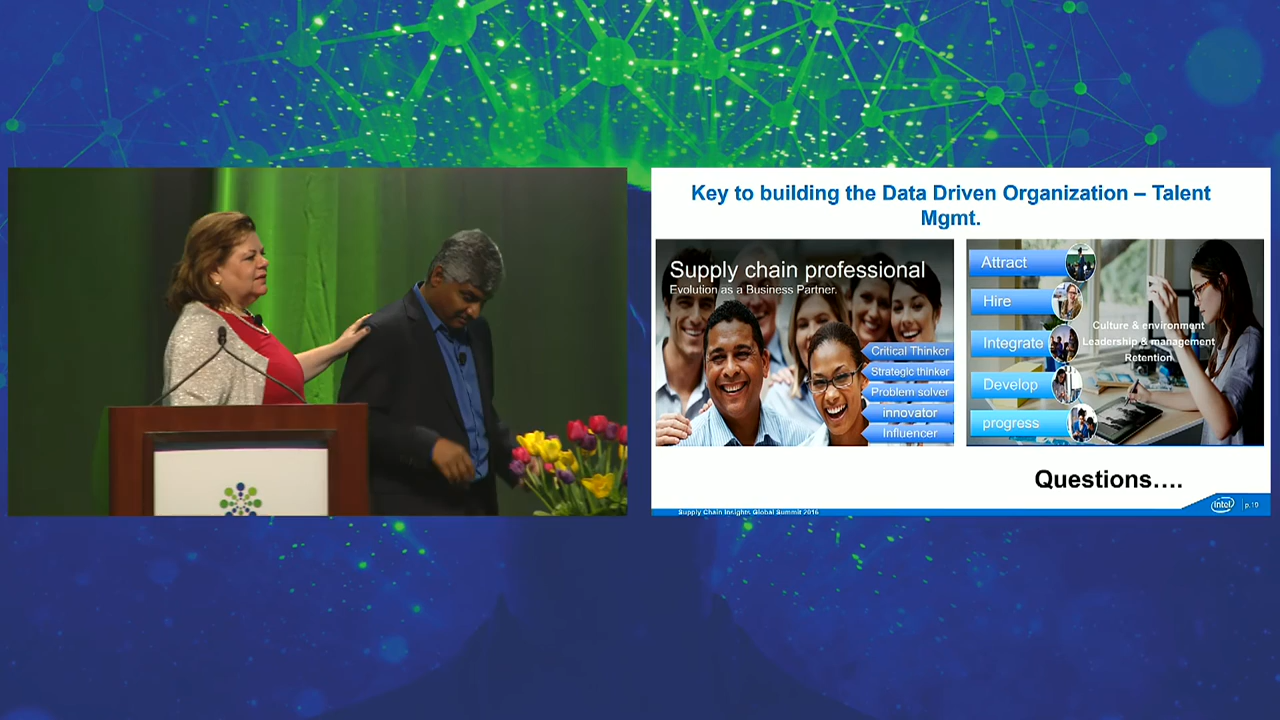 Key to building the Data Driven Organization – Talent
Mgmt.
Supply chain professional
Evolution as a Business Partner.
Critical Thinker
Strategic thinker
Problem solver
innovator
Influencer
Attract
Hire
Integrate
Develop
progress
Culture & environment
Leadership & management
Retention
Questions….
Supply Chain Insights Global Summit 2016
intel
p.19